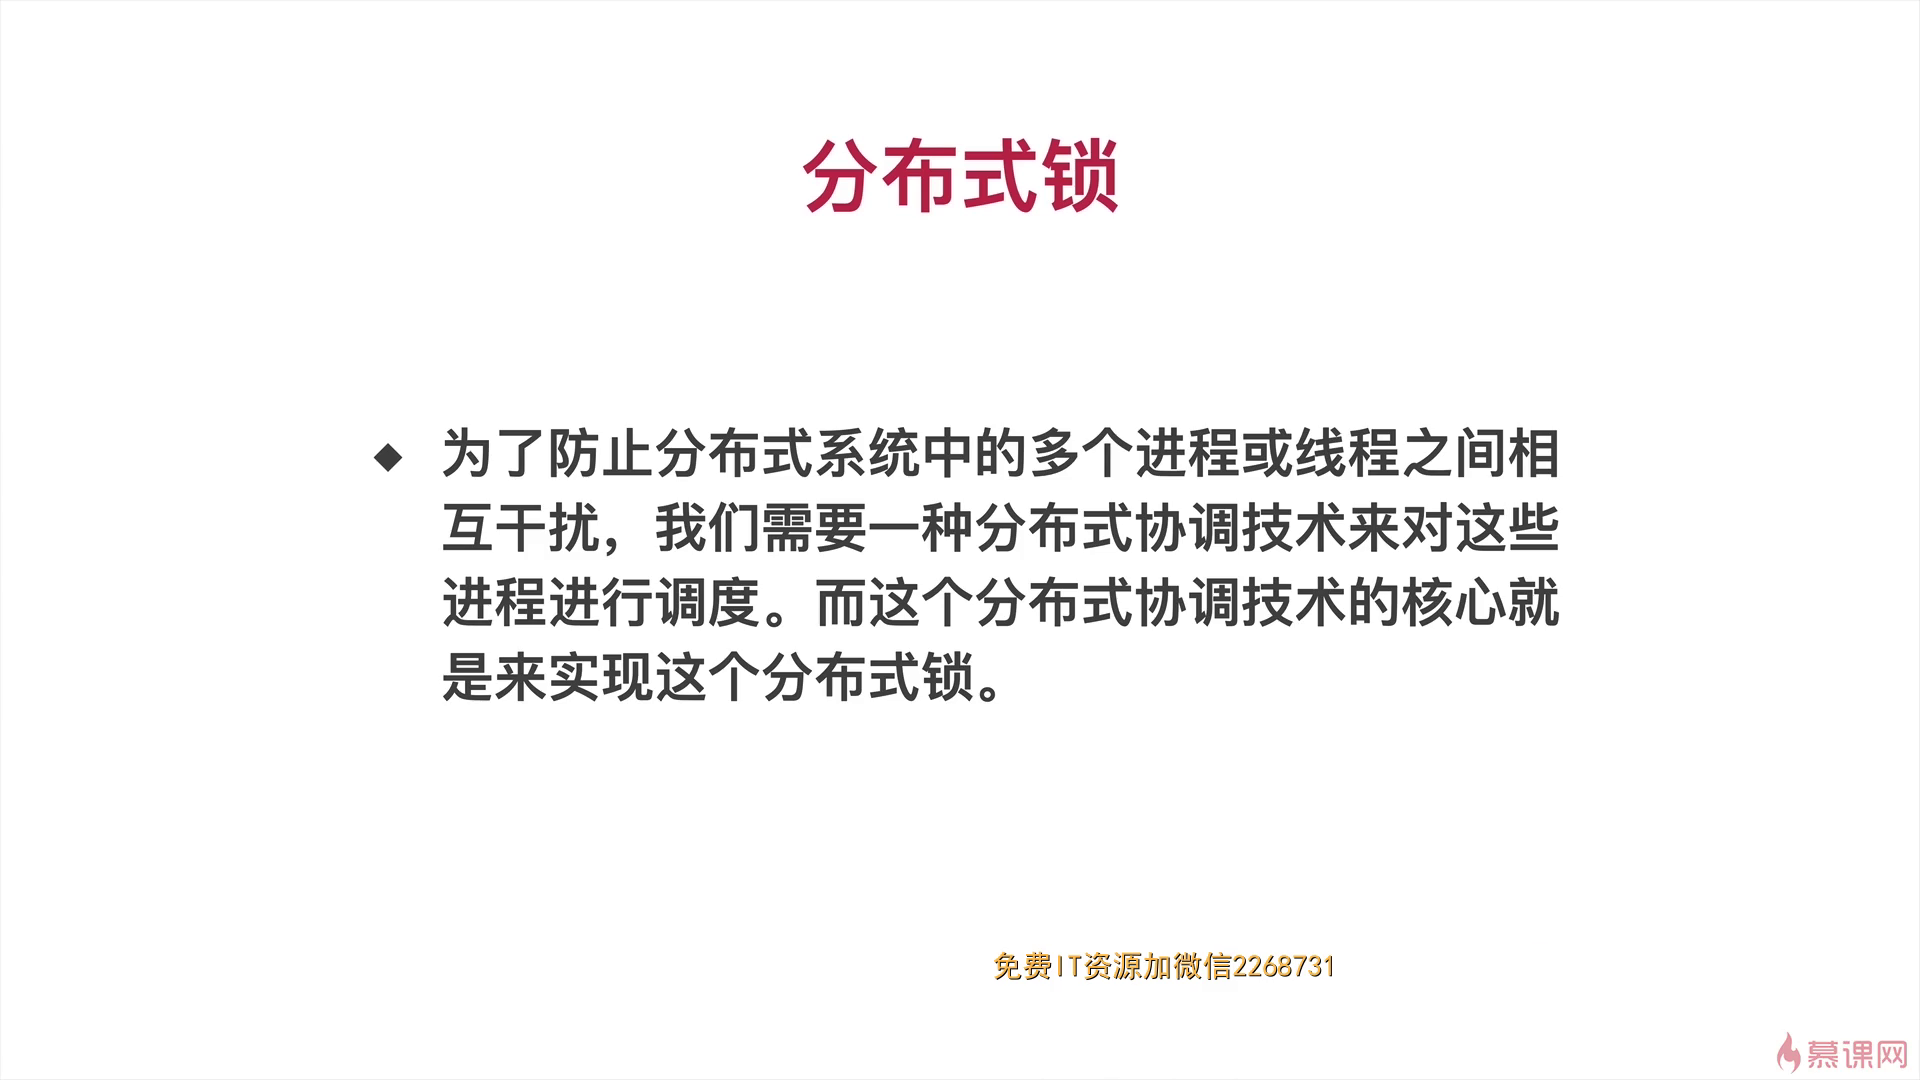 分布式锁
◆ 为了防止分布式系统中的多个进程或线程之间相
互干扰，我们需要一种分布式协调技术来对这些
进程进行调度。而这个分布式协调技术的核心就
是来实现这个分布式锁。
免费IT资源加微信2268731
慕课网